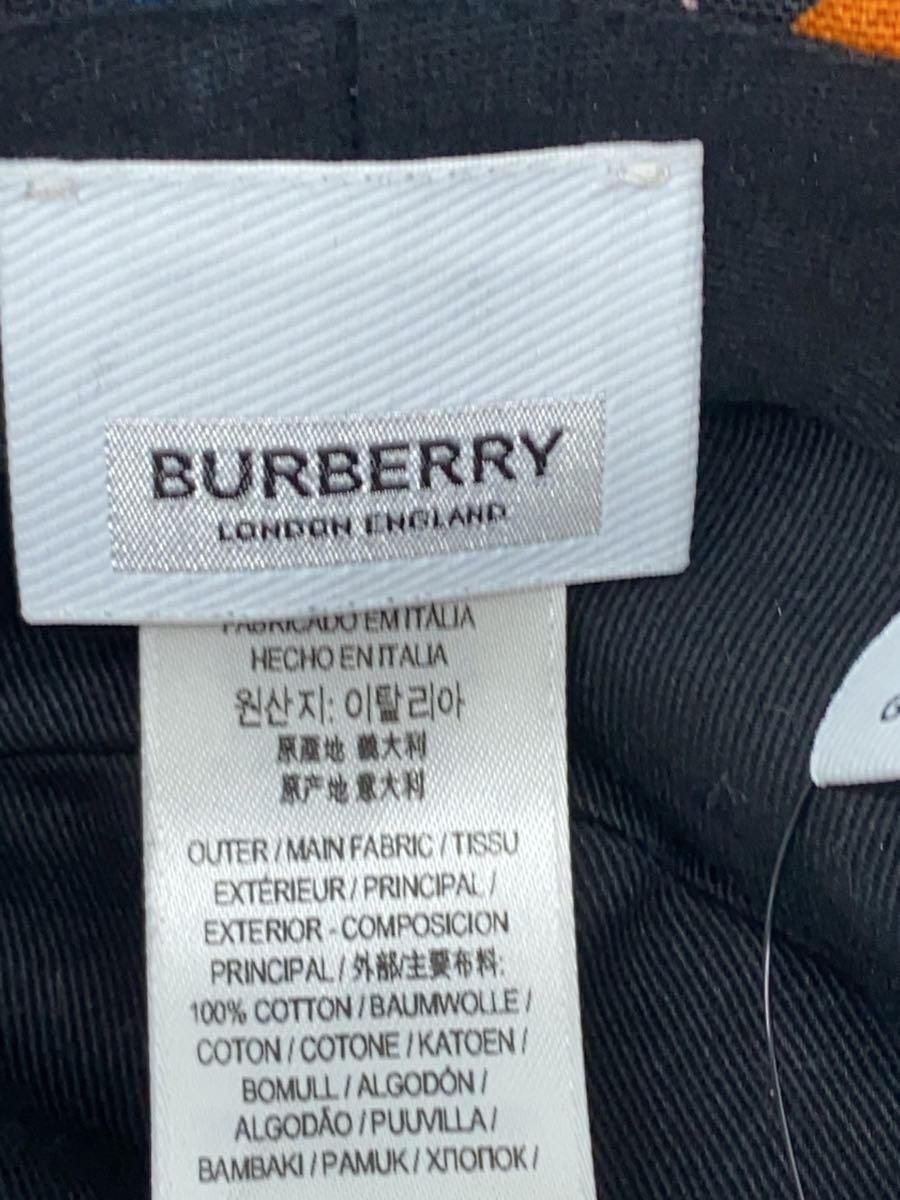 BURBERRY
LONDON ENGLAND
FABRICADO EM ITÁLIA
HECHO EN ITALIA
원산지: 이탈리아
原產地 義大利
原产地 意大利
OUTER / MAIN FABRIC / TISSU
EXTÉRIEUR / PRINCIPAL /
EXTERIOR - COMPOSICION
PRINCIPAL / 外部/主要布料:
100% COTTON / BAUMWOLLE /
COTON / COTONE / KATOEN /
BOMULL / ALGODÓN /
ALGODÃO / PUUVILLA /
BAMBAKI / PAMUK / ХЛОПОК /